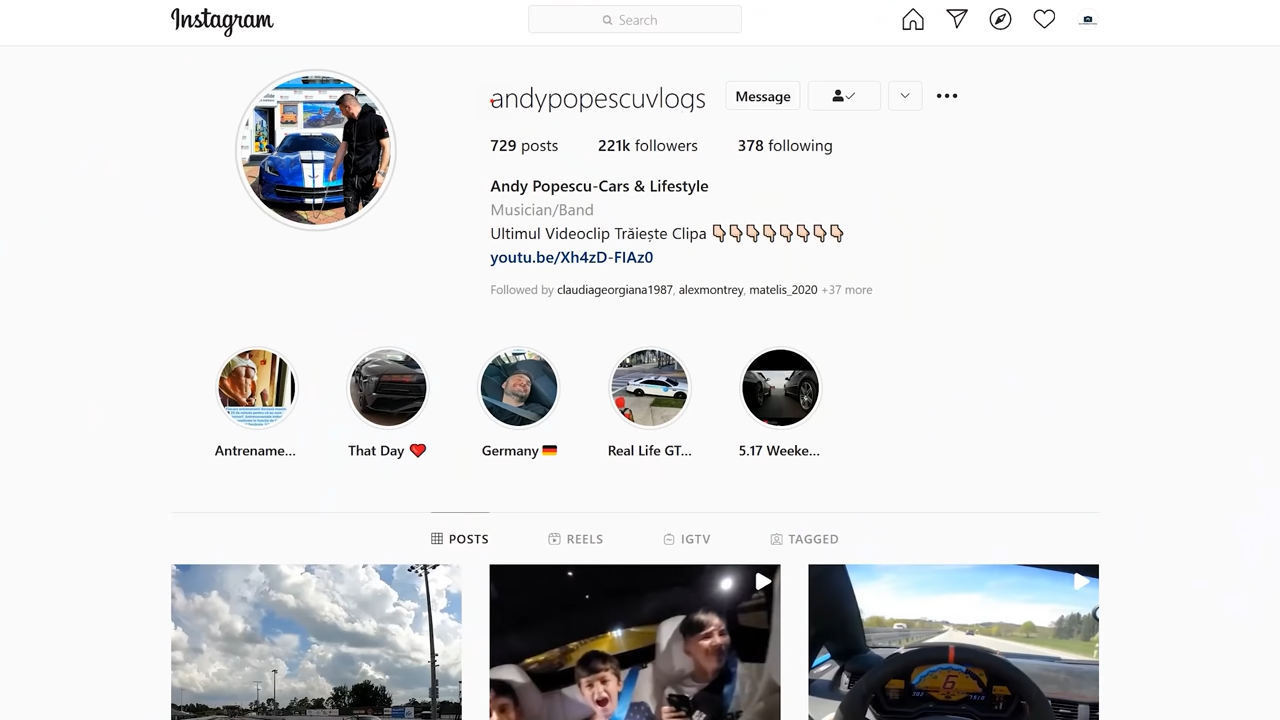 Instagram
Search
andypopescuvlogs
Message
729 posts 221k followers 378 following
Andy Popescu-Cars & Lifestyle
Musician/Band
Ultimul Videoclip Trăiește Clipa 👇🏻👇🏻👇🏻👇🏻👇🏻👇🏻👇🏻👇🏻
youtu.be/Xh4zD-FIAz0
Followed by claudiageorgiana1987, alexmontrey, matelis_2020 +37 more
Antrename... That Day ❤️ Germany 🇩🇪 Real Life GT... 5.17 Weeke...
POSTS REELS IGTV TAGGED